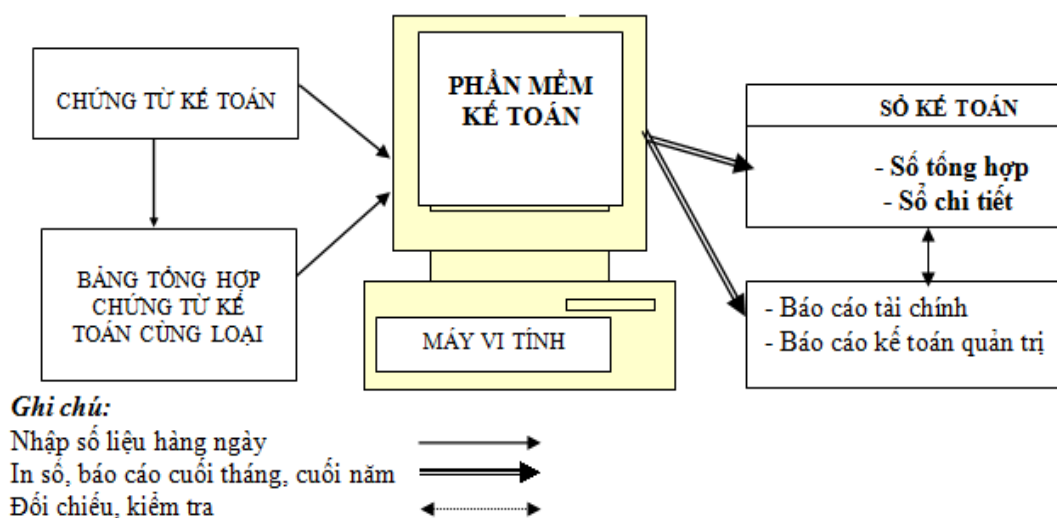 CHỨNG TỪ KẾ TOÁN
BẢNG TỔNG HỢP
CHỨNG TỪ KẾ
TOÁN CÙNG LOẠI
PHẦN MỀM
KẾ TOÁN
MÁY VI TÍNH
SỔ KẾ TOÁN
- Số tổng hợp
- Sổ chi tiết
- Báo cáo tài chính
- Báo cáo kế toán quản trị
Ghi chú:
Nhập số liệu hàng ngày
In số, báo cáo cuối tháng, cuối năm
Đối chiếu, kiểm tra